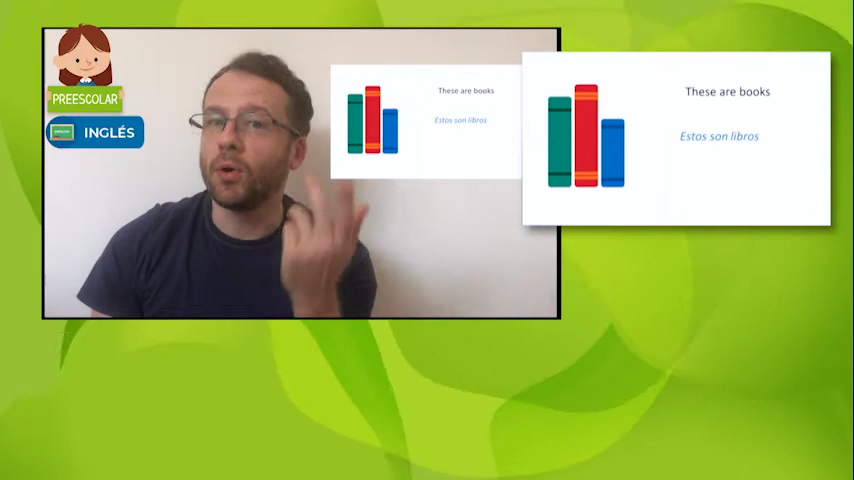 PREESCOLAR
INGLÉS
These are books
Estos son libros
These are books
Estos son libros